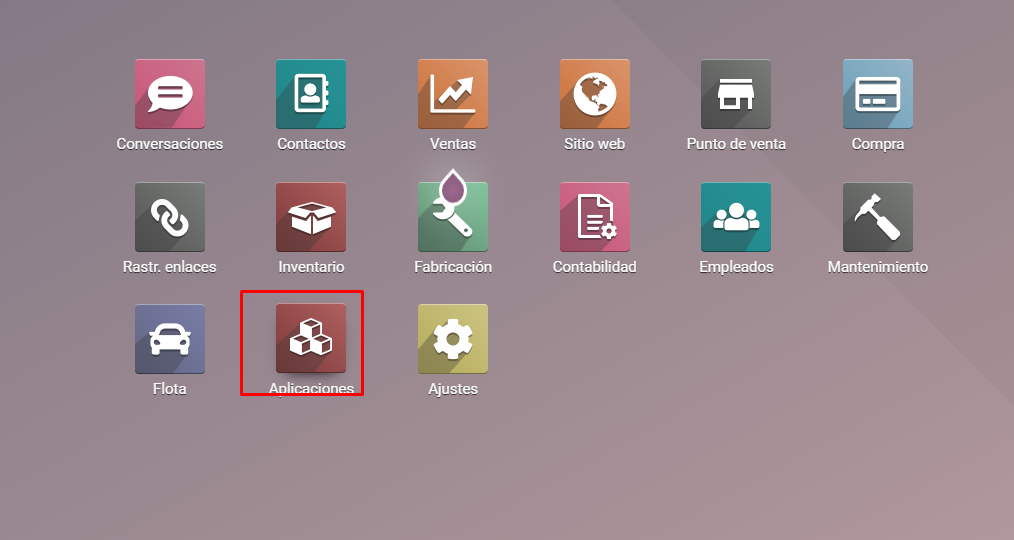 Conversaciones
Contactos
Ventas
Sitio web
Punto de venta
Compra
Rastr. enlaces
Inventario
Fabricación
Contabilidad
Empleados
Mantenimiento
Flota
Aplicaciones
Ajustes